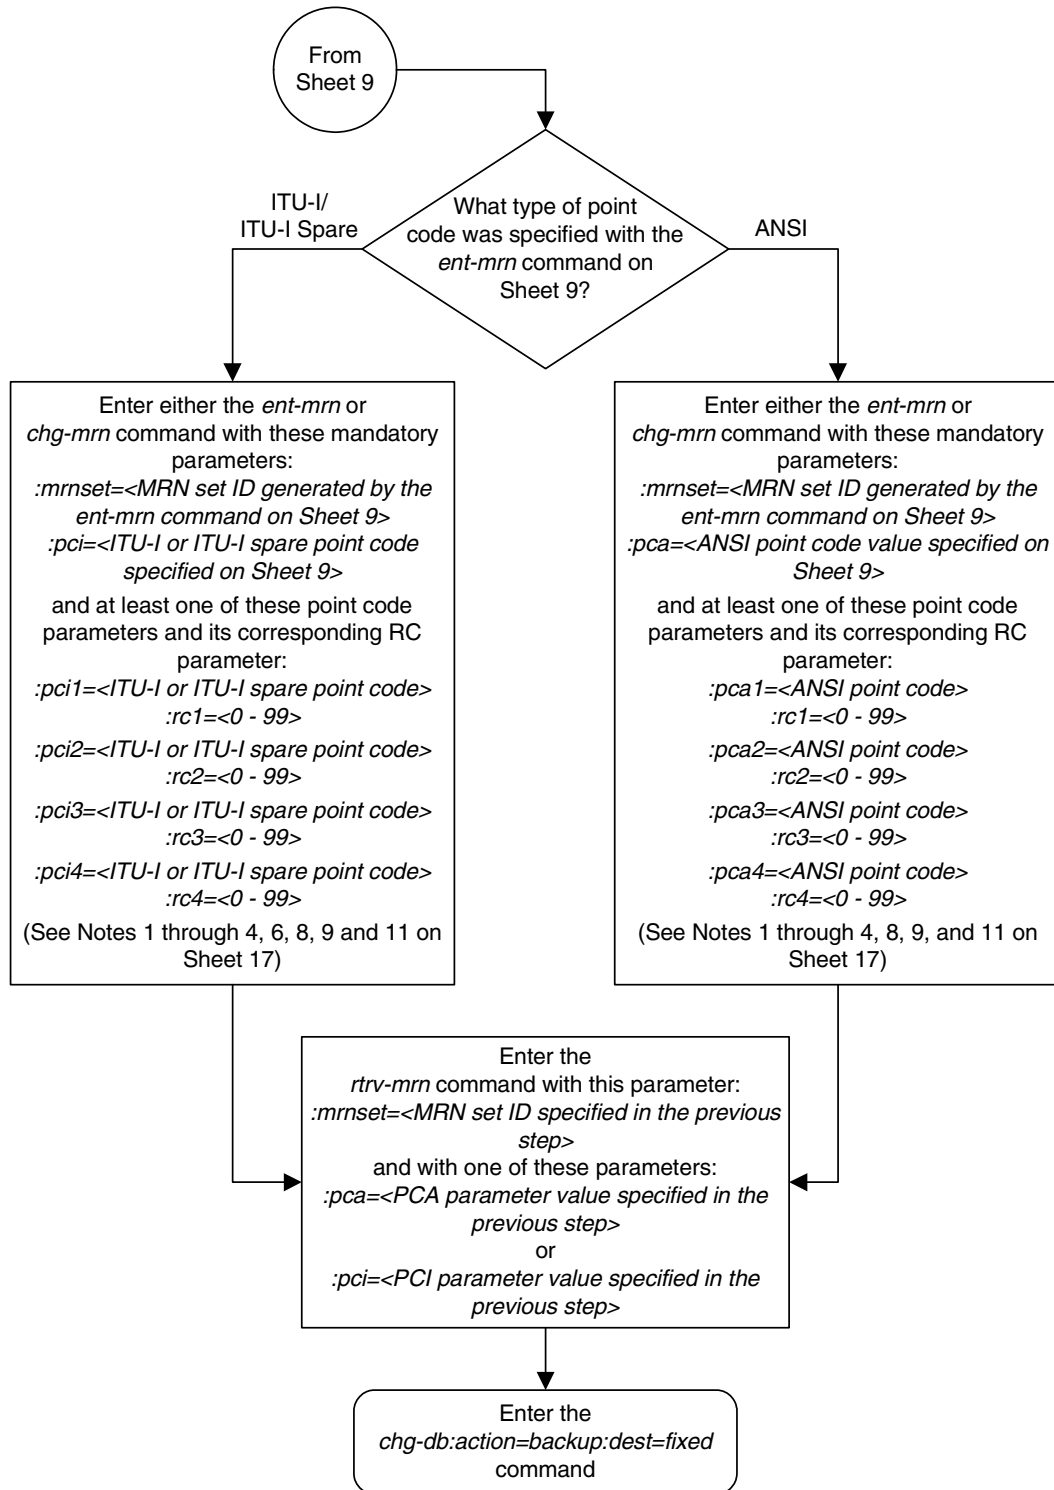 From
Sheet 9
What type of point
code was specified with the
ent-mrn command on
Sheet 9?
ITU-I/
ITU-I Spare
ANSI
Enter either the ent-mrn or
chg-mrn command with these mandatory
parameters:
:mrnset=<MRN set ID generated by the
ent-mrn command on Sheet 9>
:pci=<ITU-I or ITU-I spare point code
specified on Sheet 9>
and at least one of these point code
parameters and its corresponding RC
parameter:
:pci1=<ITU-I or ITU-I spare point code>
:rc1=<0 - 99>
:pci2=<ITU-I or ITU-I spare point code>
:rc2=<0 - 99>
:pci3=<ITU-I or ITU-I spare point code>
:rc3=<0 - 99>
:pci4=<ITU-I or ITU-I spare point code>
:rc4=<0 - 99>
(See Notes 1 through 4, 6, 8, 9 and 11 on
Sheet 17)
Enter either the ent-mrn or
chg-mrn command with these mandatory
parameters:
:mrnset=<MRN set ID generated by the
ent-mrn command on Sheet 9>
:pca=<ANSI point code value specified on
Sheet 9>
and at least one of these point code
parameters and its corresponding RC
parameter:
:pca1=<ANSI point code>
:rc1=<0 - 99>
:pca2=<ANSI point code>
:rc2=<0 - 99>
:pca3=<ANSI point code>
:rc3=<0 - 99>
:pca4=<ANSI point code>
:rc4=<0 - 99>
(See Notes 1 through 4, 8, 9, and 11 on
Sheet 17)
Enter the
rtrv-mrn command with this parameter:
:mrnset=<MRN set ID specified in the previous
step>
and with one of these parameters:
:pca=<PCA parameter value specified in the
previous step>
or
:pci=<PCI parameter value specified in the
previous step>
Enter the
chg-db:action=backup:dest=fixed
command